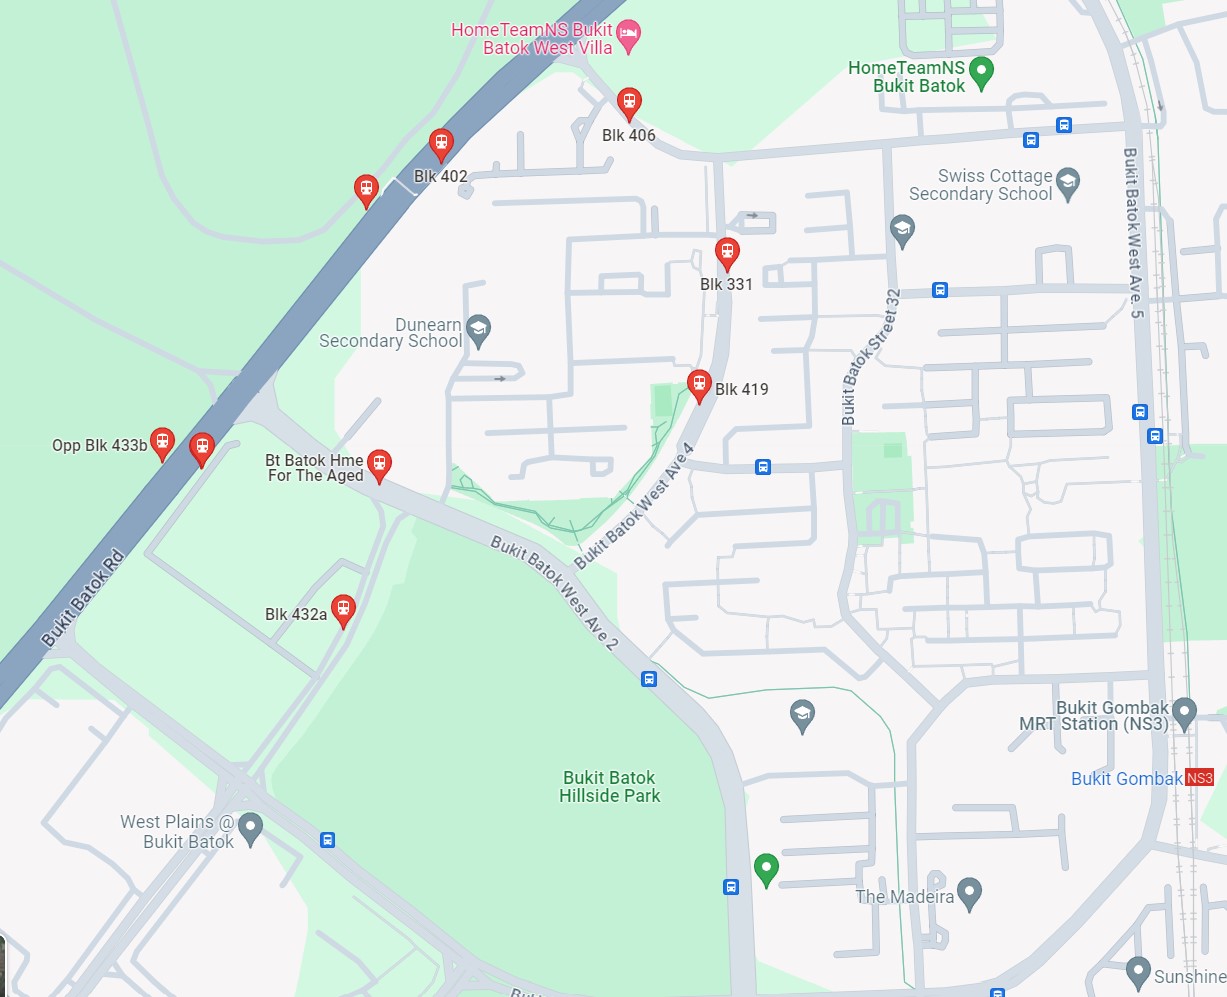 HomeTeamNS Bukit
Batok West Villa
HomeTeamNS
Bukit Batok
Blk 406
Blk 402
Swiss Cottage
Secondary School
Bukit Batok West Ave. 5
Blk 331
Bukit Batok Street 32
Dunearn
Secondary School
Blk 419
Opp Blk 433b
Bt Batok Hme
For The Aged
Bukit Batok West Ave 4
Bukit Batok West Ave 2
Bukit Batok Rd
Blk 432a
Bukit Gombak
MRT Station (NS3)
Bukit Gombak NS3
Bukit Batok
Hillside Park
West Plains @
Bukit Batok
The Madeira
Sunshine